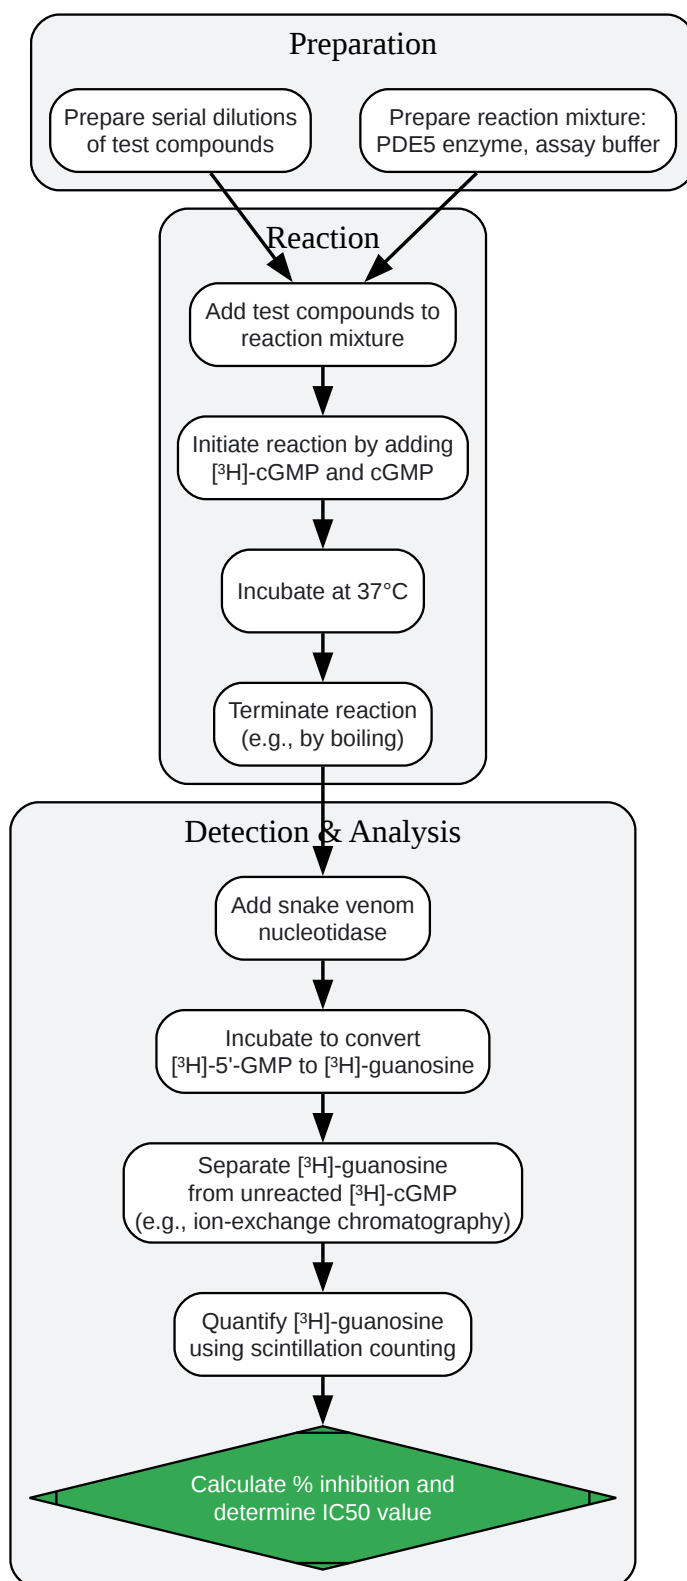 Preparation
Prepare serial dilutions
of test compounds
Prepare reaction mixture:
PDE5 enzyme, assay buffer
Reaction
Add test compounds to
reaction mixture
Initiate reaction by adding
[³H]-cGMP and cGMP
Incubate at 37°C
Terminate reaction
(e.g., by boiling)
Detection & Analysis
Add snake venom
nucleotidase
Incubate to convert
[³H]-5'-GMP to [³H]-guanosine
Separate [³H]-guanosine
from unreacted [³H]-cGMP
(e.g., ion-exchange chromatography)
Quantify [³H]-guanosine
using scintillation counting
Calculate % inhibition and
determine IC50 value